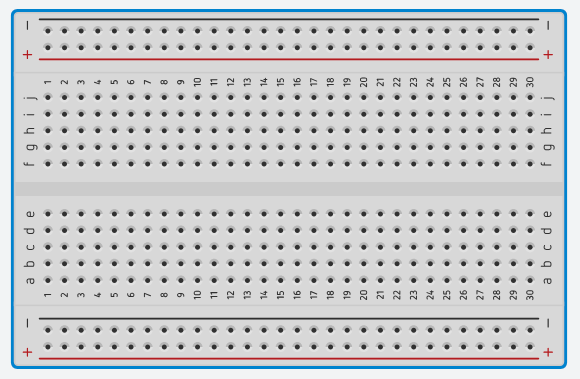 − −
+ +
1 2 3 4 5 6 7 8 9 10 11 12 13 14 15 16 17 18 19 20 21 22 23 24 25 26 27 28 29 30
j j
i i
h h
g g
f f
e e
d d
c c
b b
a a
1 2 3 4 5 6 7 8 9 10 11 12 13 14 15 16 17 18 19 20 21 22 23 24 25 26 27 28 29 30
− −
+ +